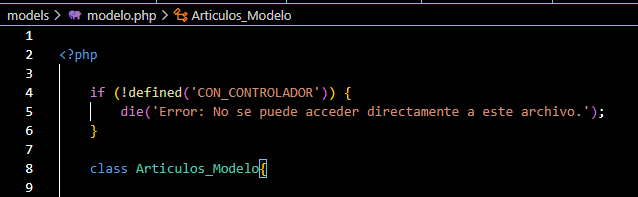 models > modelo.php > Articulos_Modelo
1
2 <?php
3
4 if (!defined('CON_CONTROLADOR')) {
5 die('Error: No se puede acceder directamente a este archivo.');
6 }
7
8 class Articulos_Modelo{
9